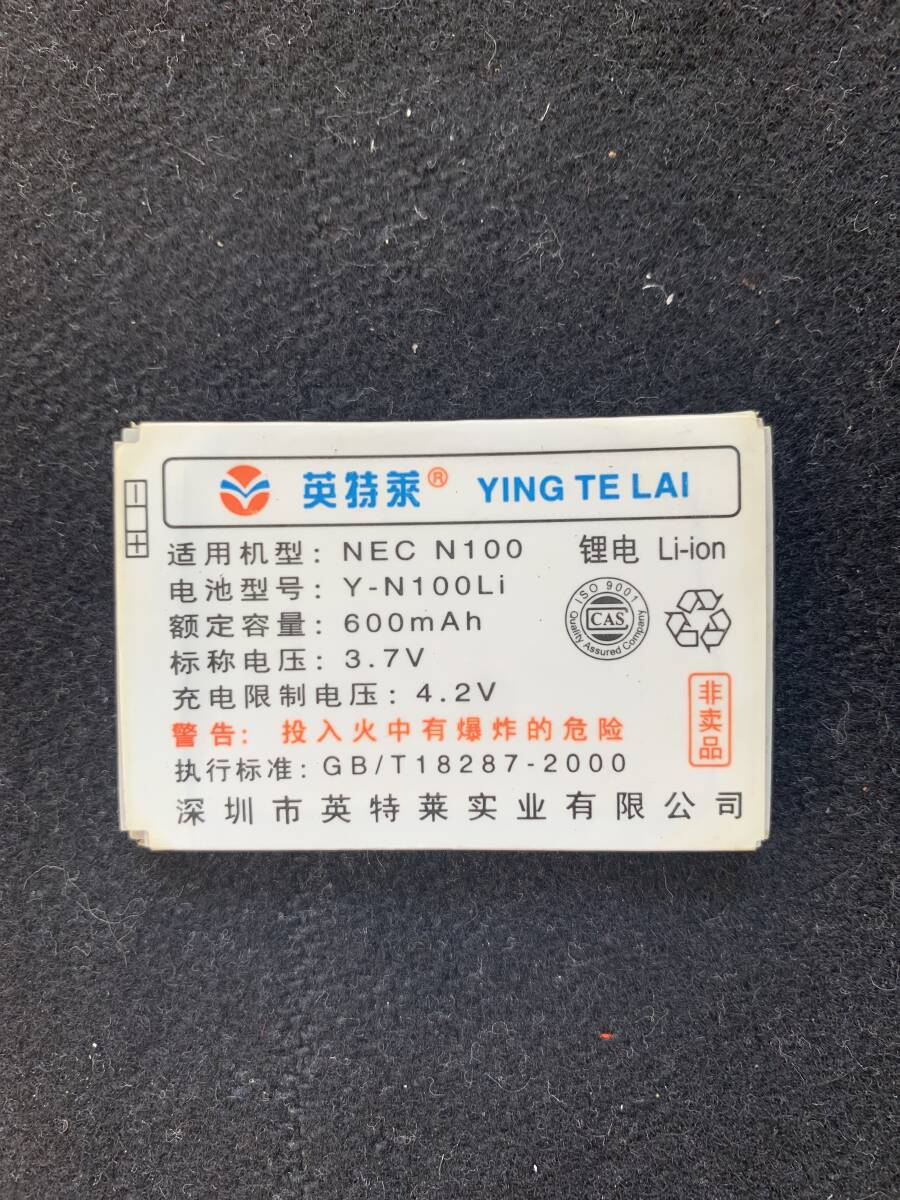 英特莱® YING TE LAI
适用机型: NEC N100 锂电 Li-ion
电池型号: Y-N100Li
额定容量: 600mAh
标称电压: 3.7V
充电限制电压: 4.2V
警告: 投入火中有爆炸的危险
执行标准: GB/T18287-2000
深圳市英特莱实业有限公司
ISO 9001
CAS
Quality Assured Company
非卖品
− +